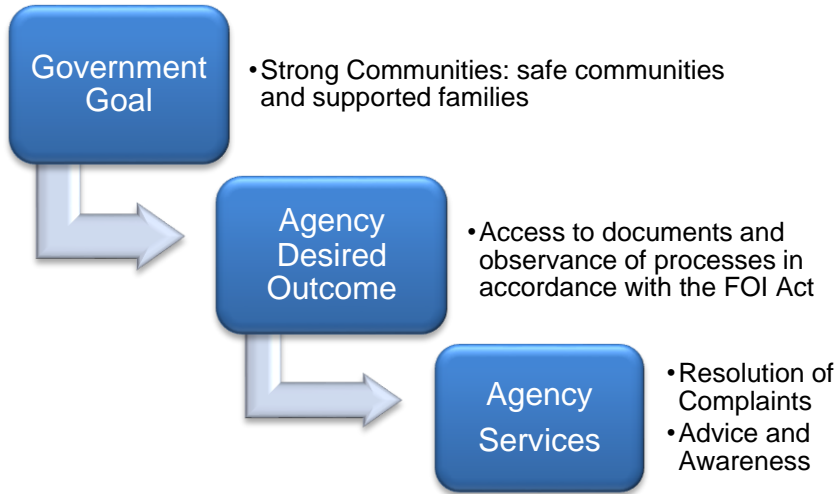 Government
Goal
•Strong Communities: safe communities
and supported families
Agency
Desired
Outcome
•Access to documents and
observance of processes in
accordance with the FOI Act
Agency
Services
•Resolution of
Complaints
•Advice and
Awareness